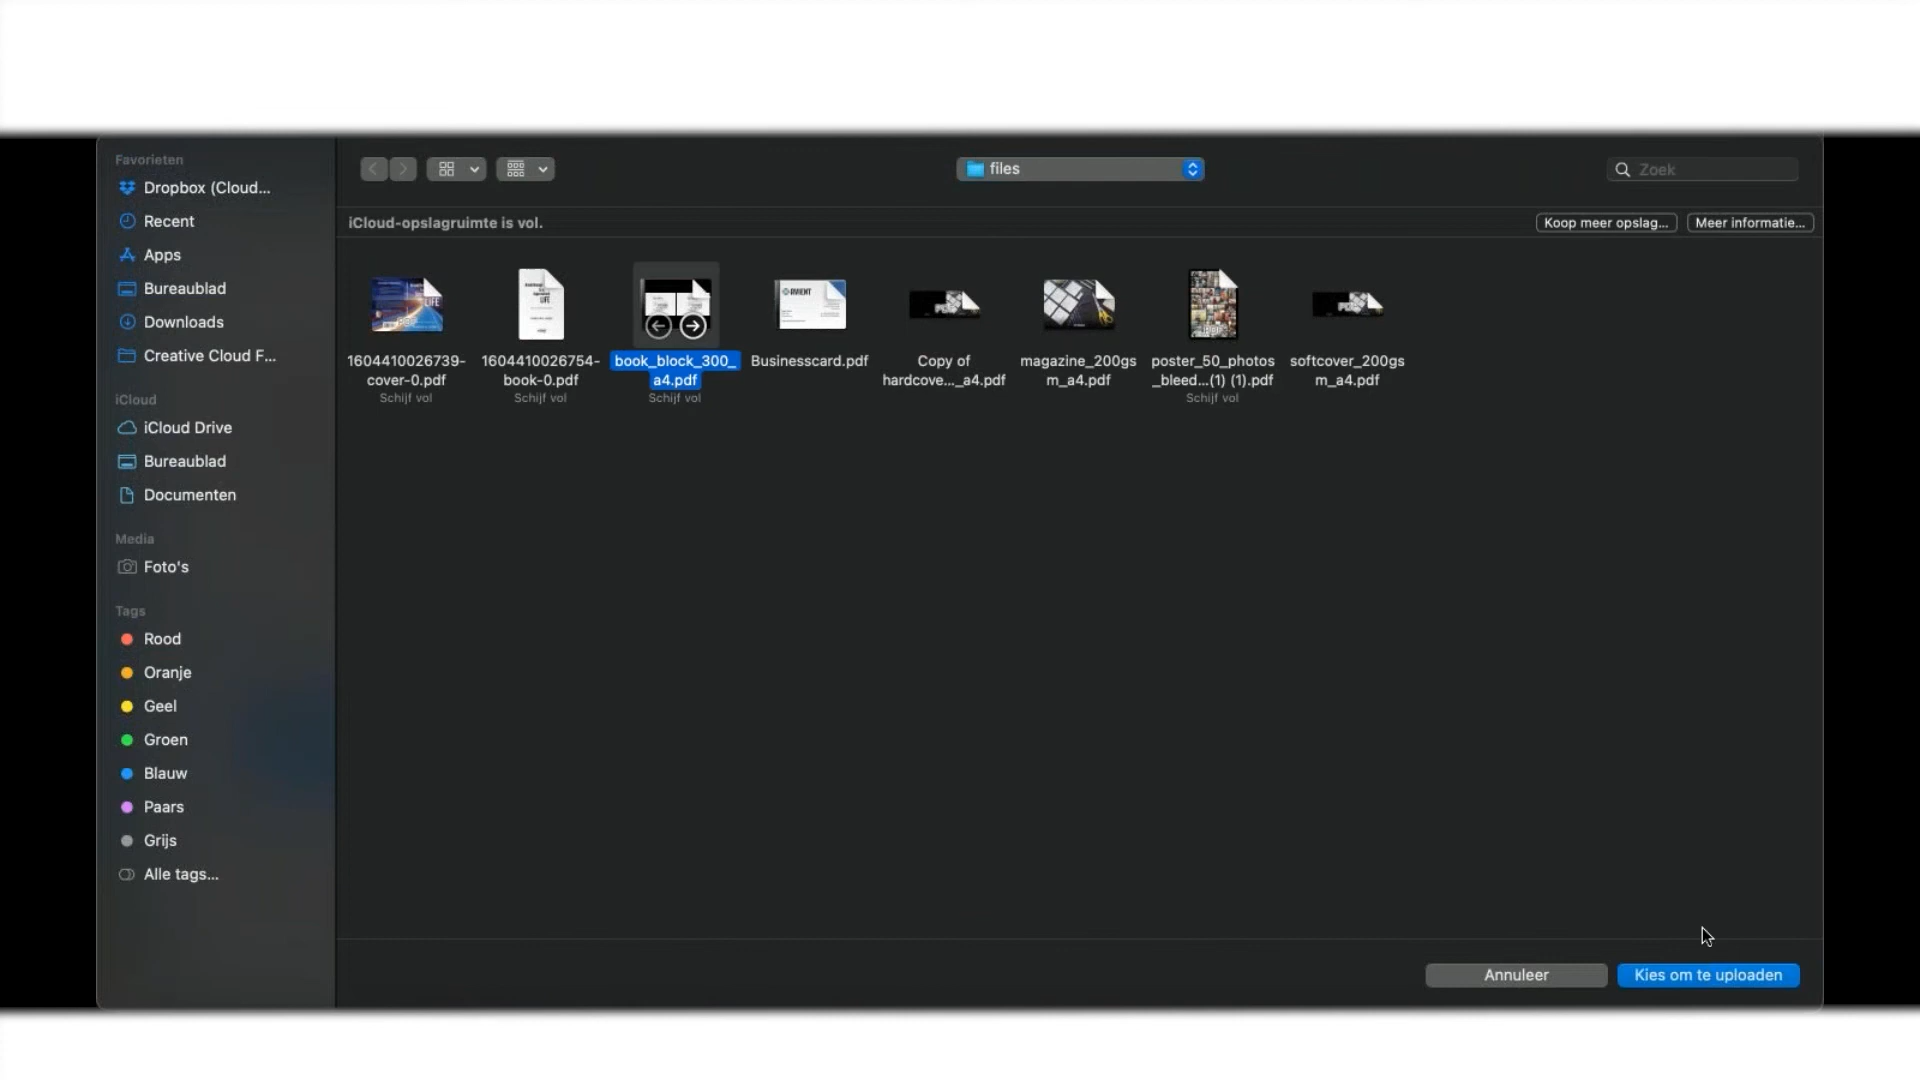 Favorieten
Dropbox (Cloud...
Recent
Apps
Bureaublad
Downloads
Creative Cloud F...
iCloud
iCloud Drive
Bureaublad
Documenten
Media
Foto's
Tags
Rood
Oranje
Geel
Groen
Blauw
Paars
Grijs
Alle tags...
files
Zoek
iCloud-opslagruimte is vol.
Koop meer opslag...
Meer informatie...
1604410026739-
cover-0.pdf
Schijf vol
1604410026754-
book-0.pdf
Schijf vol
book_block_300_
a4.pdf
Schijf vol
Businesscard.pdf
Copy of
hardcove..._a4.pdf
magazine_200gs
m_a4.pdf
poster_50_photos
_bleed...(1) (1).pdf
Schijf vol
softcover_200gs
m_a4.pdf
Annuleer
Kies om te uploaden